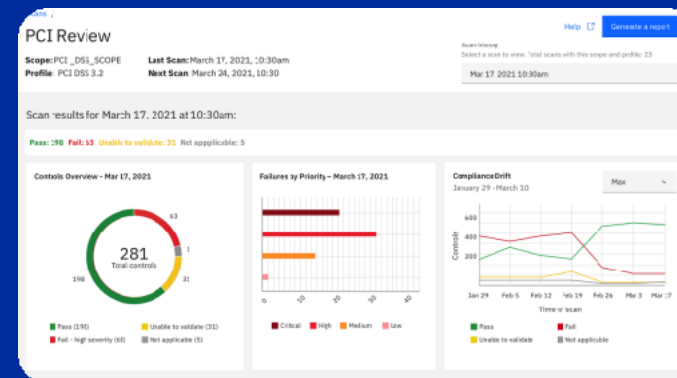 Scans
PCI Review
Help
Generate a report
Scope: PCI_DSS_SCOPE
Last Scan: March 17, 2021, 10:30am
Profile: PCI DSS 3.2
Next Scan March 24, 2021, 10:30
Scan history
Select a scan to view. Total scans with this scope and profile: 23
Mar 17 2021 10:30am
Scan results for March 17, 2021 at 10:30am:
Pass: 198 Fail: 63 Unable to validate: 31 Not appplicable: 5
Controls Overview - Mar 17, 2021
63
1
281
Total controls
198
31
Pass (198)
Unable to validate (31)
Fail - high severity (63)
Not applicable (5)
Failures by Priority – March 17, 2021
0 10 20 30 40
Critical High Medium Low
Compliance Drift
January 29 - March 10
Max
Controls
600
400
200
Jan 29 Feb 5 Feb 12 Feb 19 Feb 26 Mar 3 Mar 17
Time of scan
Pass
Fail
Unable to validate
Not applicable